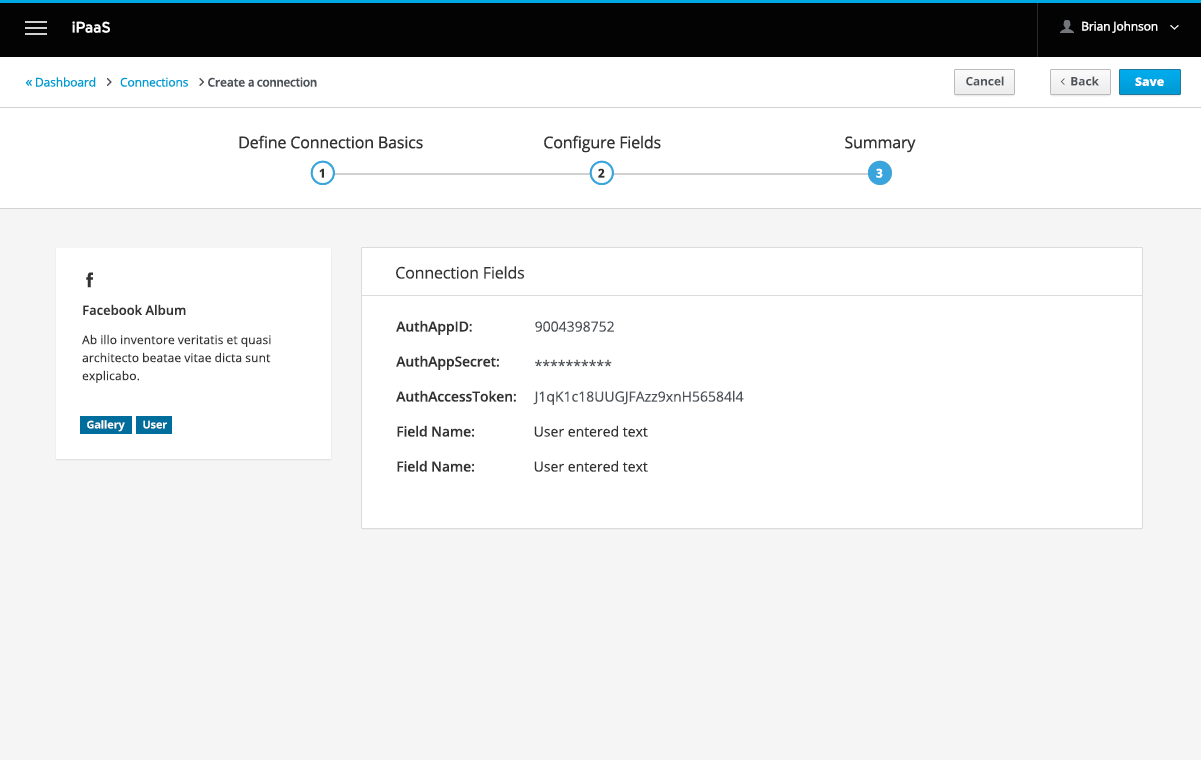 iPaaS
Brian Johnson
« Dashboard > Connections > Create a connection
Cancel
‹ Back
Save
Define Connection Basics
Configure Fields
Summary
1
2
3
Facebook Album
Ab illo inventore veritatis et quasi
architecto beatae vitae dicta sunt
explicabo.
Gallery User
Connection Fields
AuthAppID: 9004398752
AuthAppSecret: **********
AuthAccessToken: J1qK1c18UUGJFAzz9xnH56584l4
Field Name: User entered text
Field Name: User entered text